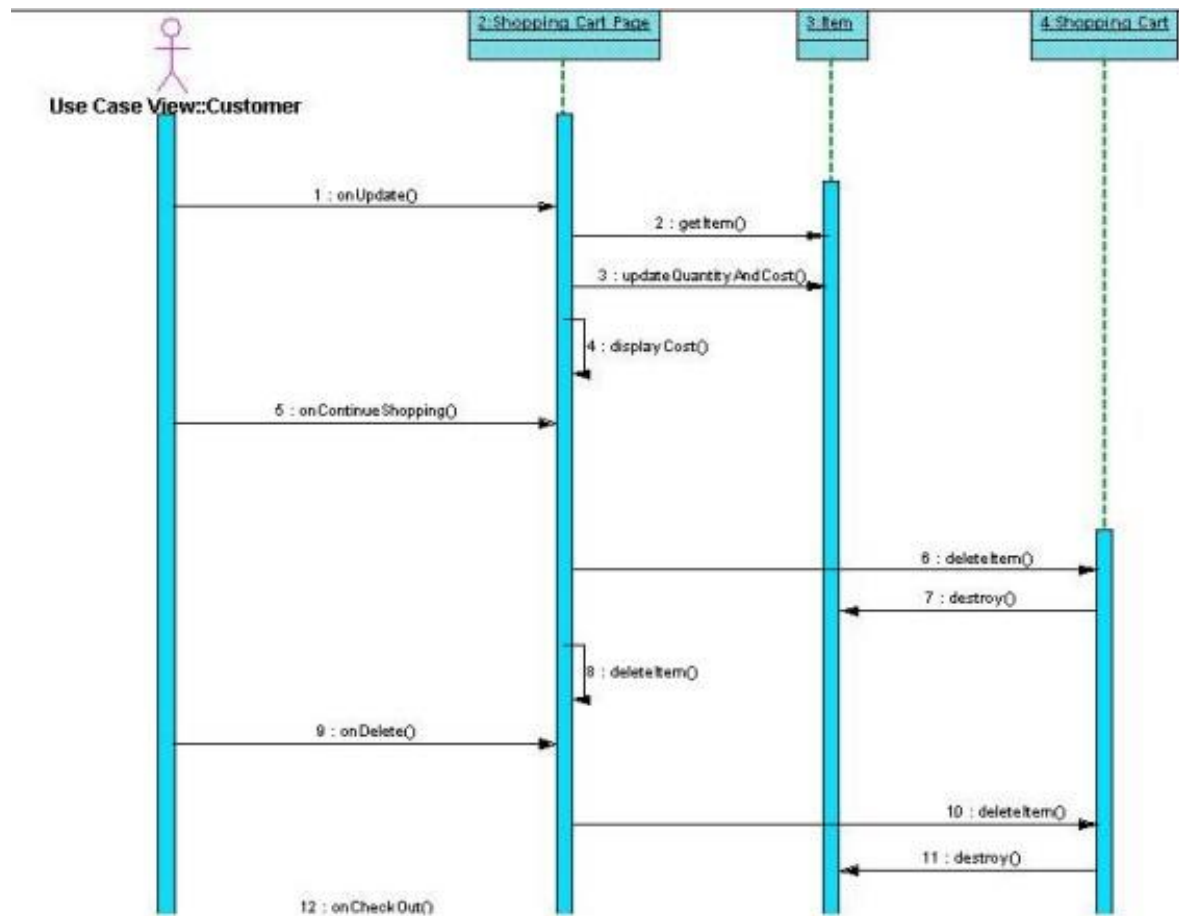 2:Shopping Cart Page
3:Item
4:Shopping Cart
Use Case View::Customer
1 : onUpdate()
2 : getItem()
3 : updateQuantityAndCost()
4 : displayCost()
5 : onContinueShopping()
6 : deleteItem()
7 : destroy()
8 : deleteItem()
9 : onDelete()
10 : deleteItem()
11 : destroy()
12 : onCheckOut()